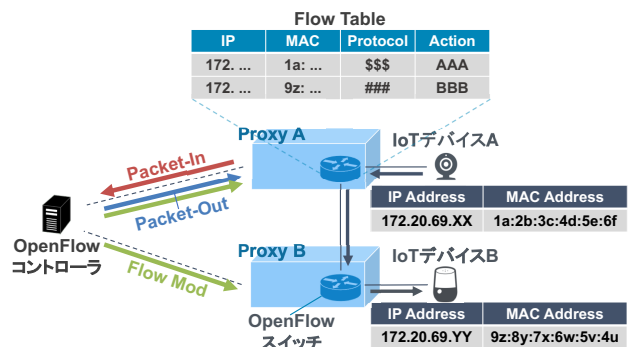 Flow Table
IP MAC Protocol Action
172. ... 1a: ... $$$ AAA
172. ... 9z: ... ### BBB
Proxy A
IoTデバイスA
Packet-In
Packet-Out
IP Address MAC Address
172.20.69.XX 1a:2b:3c:4d:5e:6f
OpenFlow
コントローラ
Proxy B
IoTデバイスB
Flow Mod
OpenFlow
スイッチ
IP Address MAC Address
172.20.69.YY 9z:8y:7x:6w:5v:4u